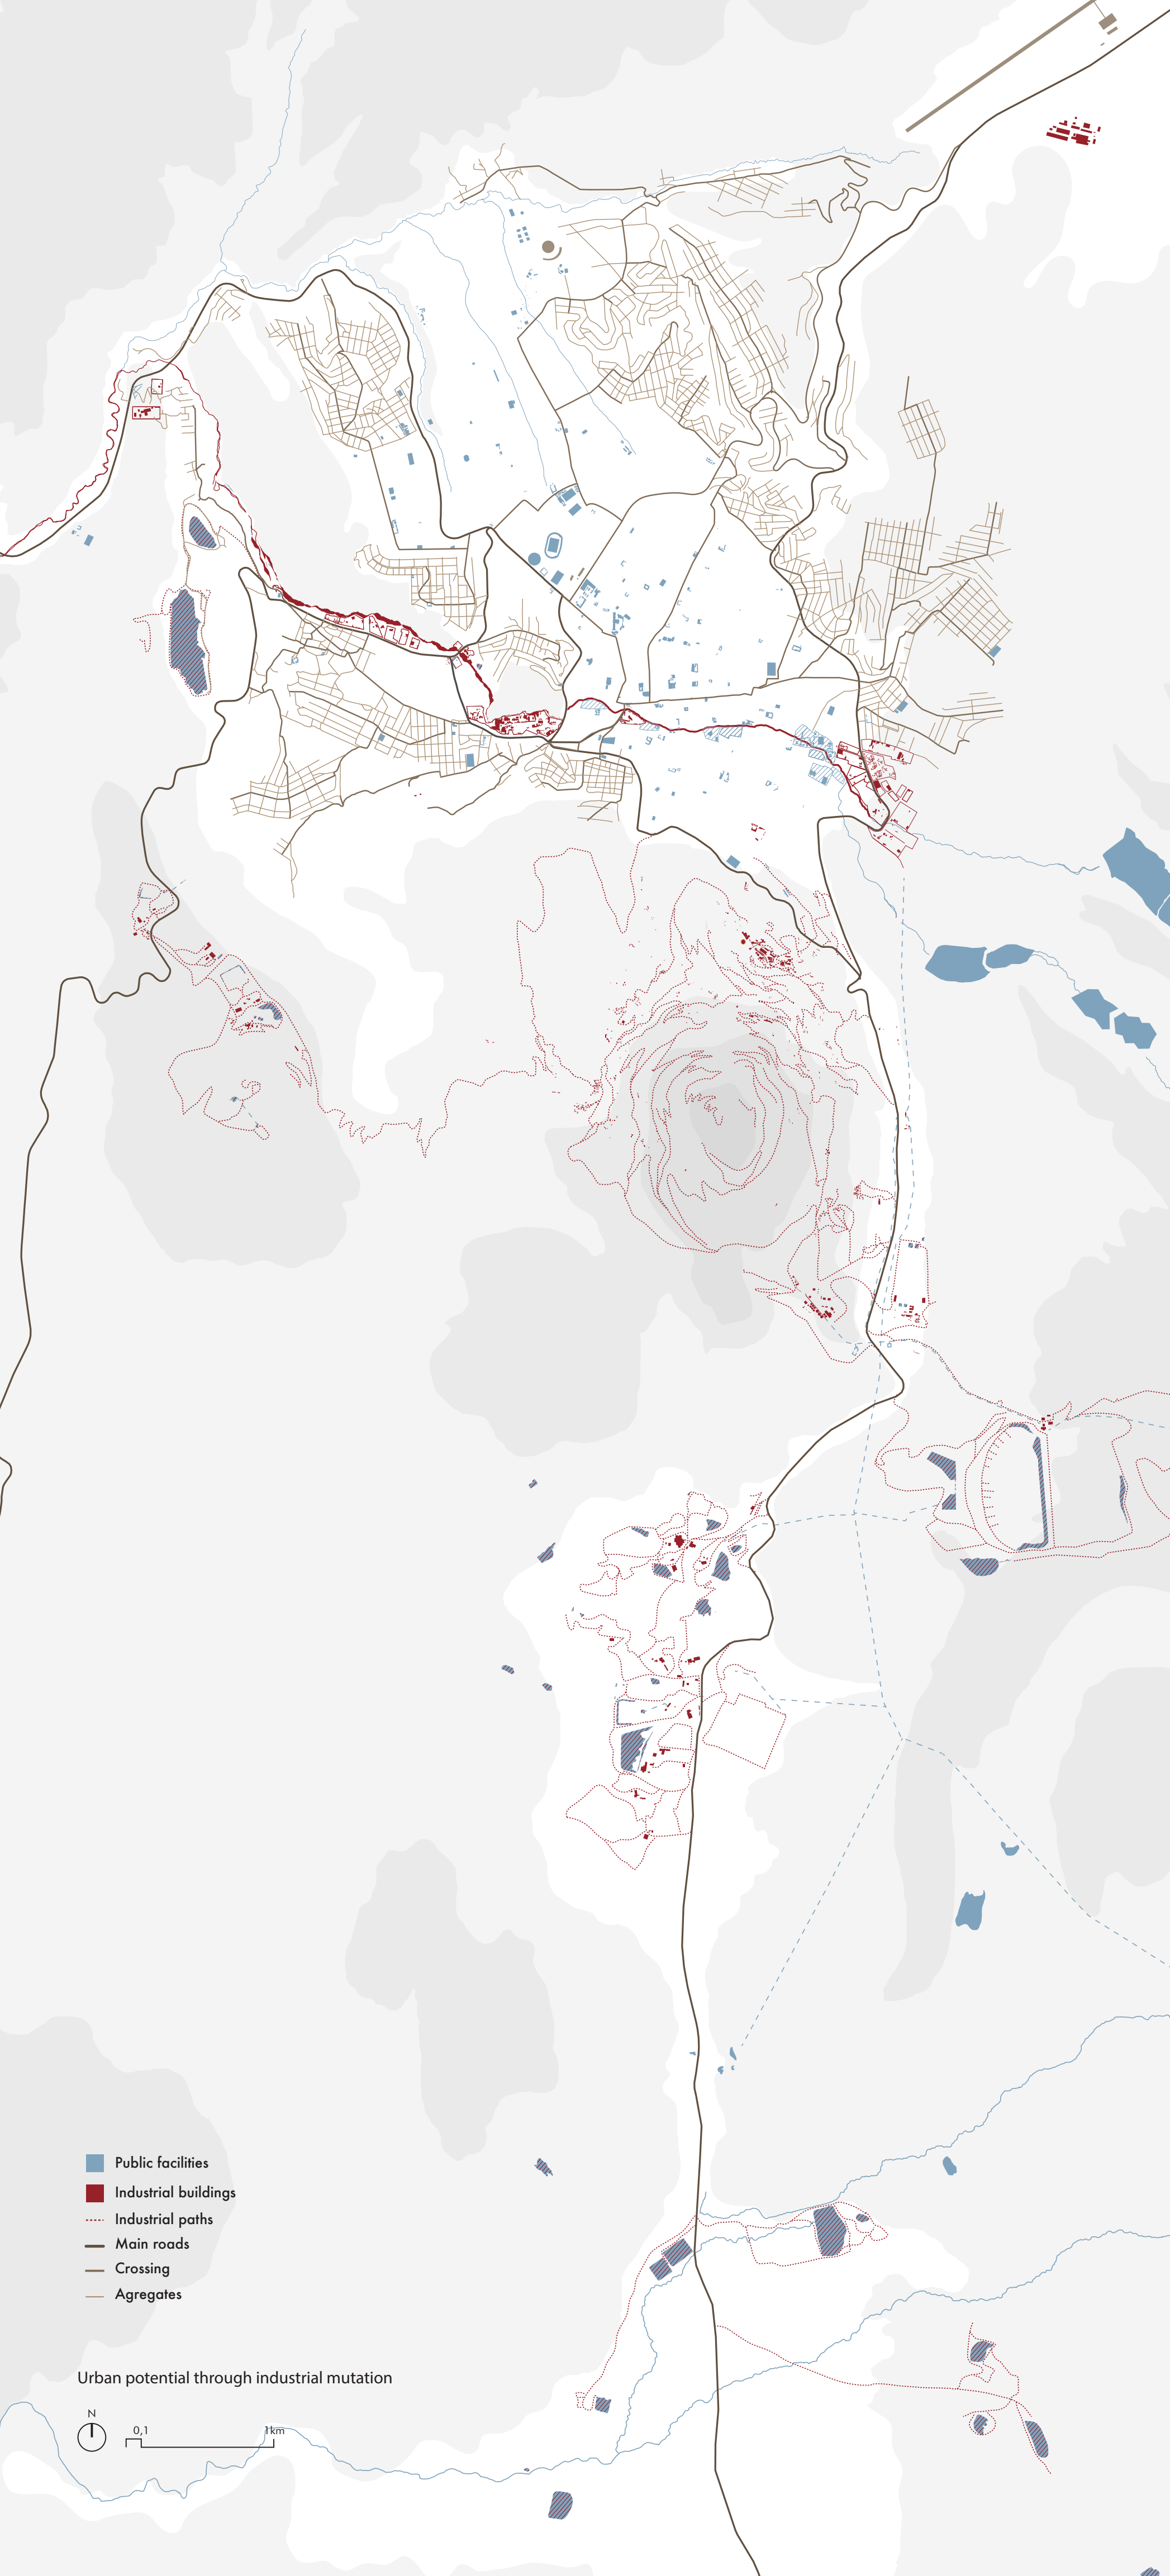 Public facilities
Industrial buildings
Industrial paths
Main roads
Crossing
Agregates
Urban potential through industrial mutation
N
0,1 1km